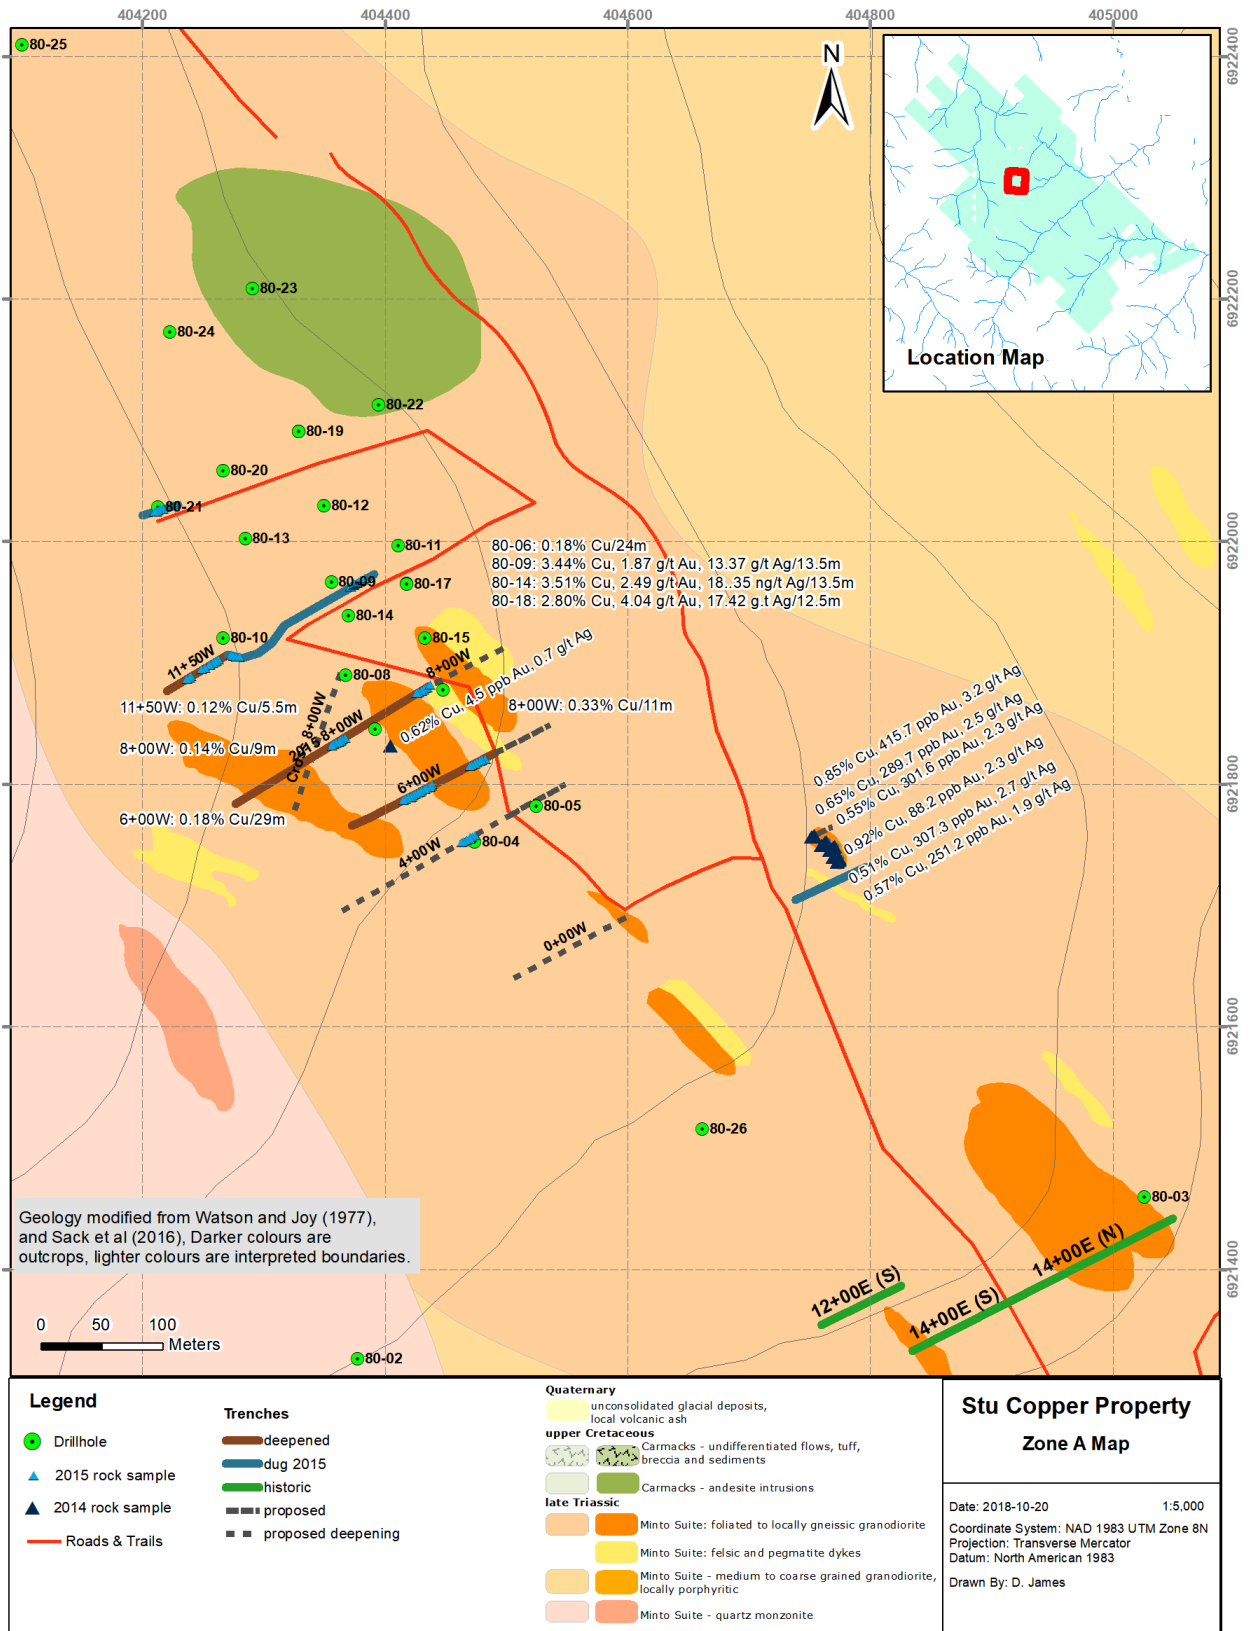 404200
404400
404600
404800
405000
6922400
6922200
6922000
6921800
6921600
6921400
N
Location Map
80-25
80-23
80-24
80-22
80-19
80-20
80-21
80-12
80-13
80-11
80-09
80-17
80-14
80-10
80-15
80-08
80-05
80-04
80-26
80-03
80-02
80-06: 0.18% Cu/24m
80-09: 3.44% Cu, 1.87 g/t Au, 13.37 g/t Ag/13.5m
80-14: 3.51% Cu, 2.49 g/t Au, 18..35 ng/t Ag/13.5m
80-18: 2.80% Cu, 4.04 g/t Au, 17.42 g.t Ag/12.5m
11+50W
8+00W
0.62% Cu, 4.5 ppb Au, 0.7 g/t Ag
8+00W: 0.33% Cu/11m
11+50W: 0.12% Cu/5.5m
8+00W: 0.14% Cu/9m
6+00W: 0.18% Cu/29m
8+00W
2015 8+00W
6+00W
4+00W
0+00W
0.85% Cu, 415.7 ppb Au, 3.2 g/t Ag
0.65% Cu, 289.7 ppb Au, 2.5 g/t Ag
0.55% Cu, 301.6 ppb Au, 2.3 g/t Ag
0.92% Cu, 88.2 ppb Au, 2.3 g/t Ag
0.51% Cu, 307.3 ppb Au, 2.7 g/t Ag
0.57% Cu, 251.2 ppb Au, 1.9 g/t Ag
12+00E (S)
14+00E (S)
14+00E (N)
Geology modified from Watson and Joy (1977),
and Sack et al (2016), Darker colours are
outcrops, lighter colours are interpreted boundaries.
0 50 100
Meters
Legend
Drillhole
2015 rock sample
2014 rock sample
Roads & Trails
Trenches
deepened
dug 2015
historic
proposed
proposed deepening
Quaternary
unconsolidated glacial deposits,
local volcanic ash
upper Cretaceous
Carmacks - undifferentiated flows, tuff,
breccia and sediments
Carmacks - andesite intrusions
late Triassic
Minto Suite: foliated to locally gneissic granodiorite
Minto Suite: felsic and pegmatite dykes
Minto Suite - medium to coarse grained granodiorite,
locally porphyritic
Minto Suite - quartz monzonite
Stu Copper Property
Zone A Map
Date: 2018-10-20 1:5,000
Coordinate System: NAD 1983 UTM Zone 8N
Projection: Transverse Mercator
Datum: North American 1983
Drawn By: D. James